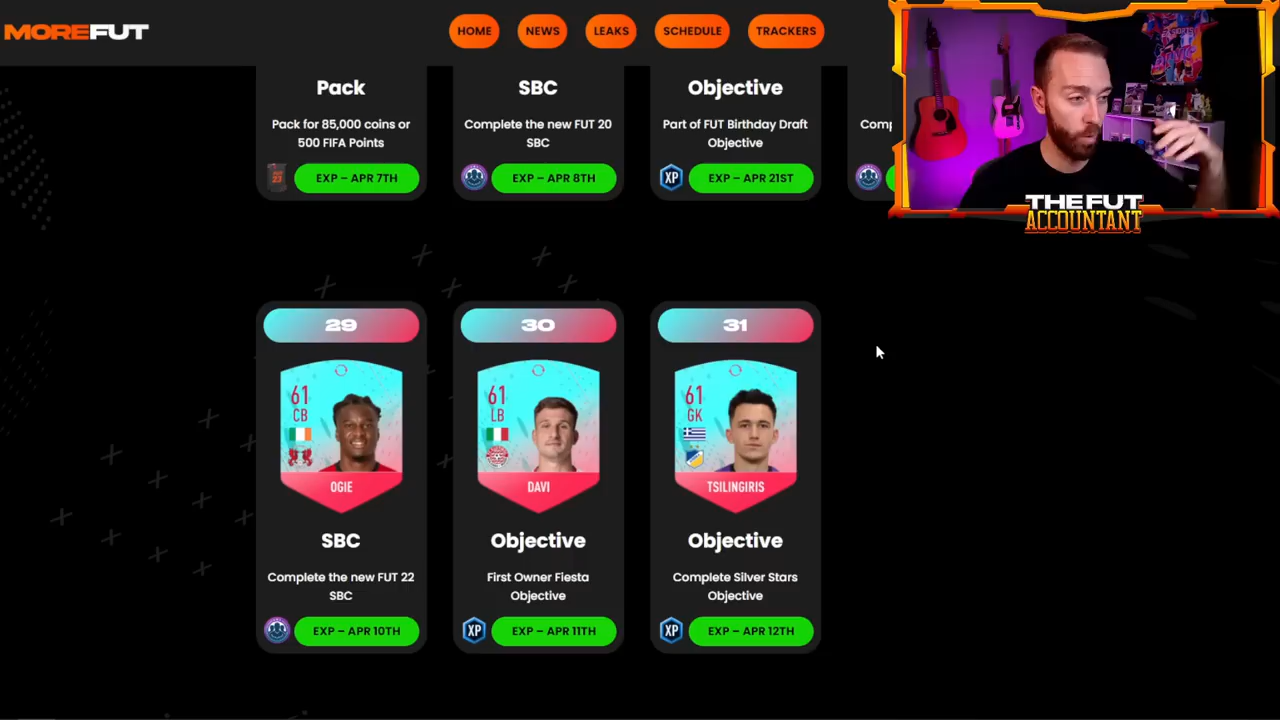 MOREFUT
HOME
NEWS
LEAKS
SCHEDULE
TRACKERS
Pack
Pack for 85,000 coins or
500 FIFA Points
EXP – APR 7TH
SBC
Complete the new FUT 20
SBC
EXP – APR 8TH
Objective
Part of FUT Birthday Draft
Objective
XP
EXP – APR 21ST
Comp
THE FUT
ACCOUNTANT
29
61
CB
OGIE
SBC
Complete the new FUT 22
SBC
EXP – APR 10TH
30
61
LB
DAVI
Objective
First Owner Fiesta
Objective
XP
EXP – APR 11TH
31
61
GK
TSILINGIRIS
Objective
Complete Silver Stars
Objective
XP
EXP – APR 12TH